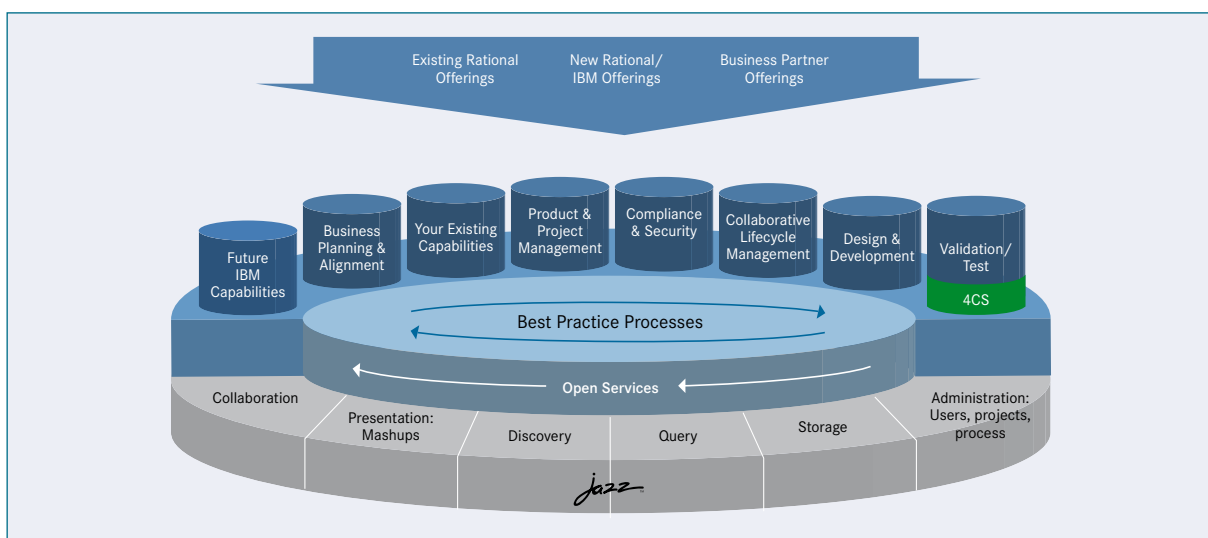 Existing Rational
Offerings
New Rational/
IBM Offerings
Business Partner
Offerings
Future
IBM
Capabilities
Business
Planning &
Alignment
Your Existing
Capabilities
Product &
Project
Management
Compliance
& Security
Collaborative
Lifecycle
Management
Design &
Development
Validation/
Test
4CS
Best Practice Processes
Open Services
Collaboration
Presentation:
Mashups
Discovery
Query
Storage
Administration:
Users, projects,
process
jazz